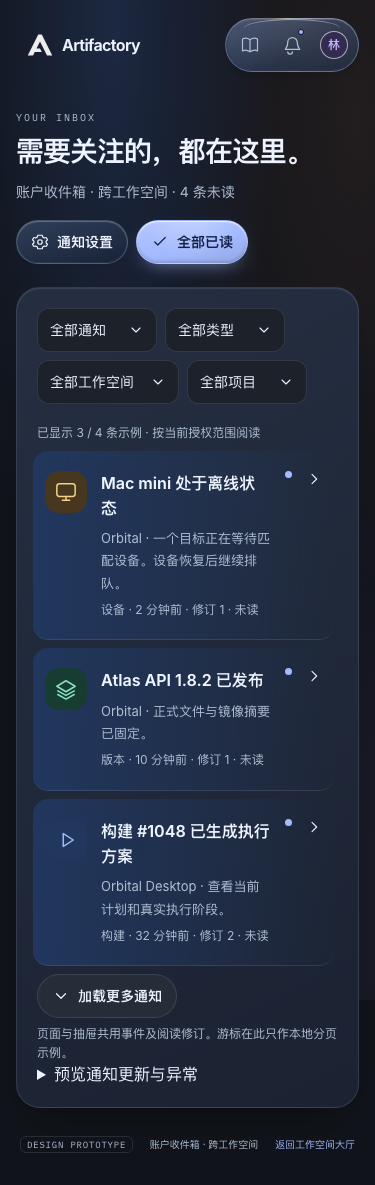 Artifactory
林
YOUR INBOX
需要关注的，都在这里。
账户收件箱 · 跨工作空间 · 4 条未读
通知设置
全部已读
全部通知
全部类型
全部工作空间
全部项目
已显示 3 / 4 条示例 · 按当前授权范围阅读
Mac mini 处于离线状
态
Orbital · 一个目标正在等待匹
配设备。设备恢复后继续排
队。
设备 · 2 分钟前 · 修订 1 · 未读
Atlas API 1.8.2 已发布
Orbital · 正式文件与镜像摘要
已固定。
版本 · 10 分钟前 · 修订 1 · 未读
构建 #1048 已生成执行
方案
Orbital Desktop · 查看当前
计划和真实执行阶段。
构建 · 32 分钟前 · 修订 2 · 未读
加载更多通知
页面与抽屉共用事件及阅读修订。游标在此只作本地分页
示例。
预览通知更新与异常
DESIGN PROTOTYPE
账户收件箱 · 跨工作空间
返回工作空间大厅